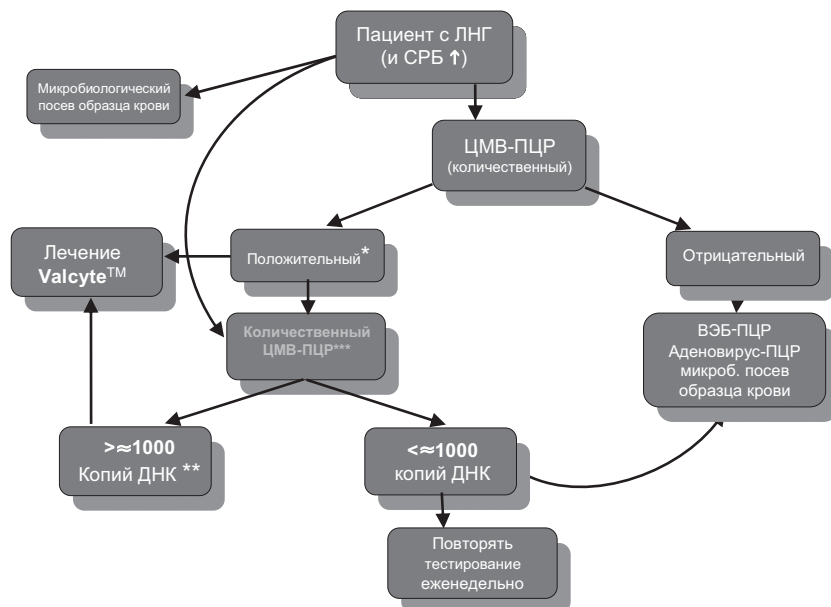 Пациент с ЛНГ
(и СРБ ↑)
Микробиологический
посев образца крови
ЦМВ-ПЦР
(количественный)
Лечение
Valcyte™
Положительный*
Отрицательный
Количественный
ЦМВ-ПЦР***
ВЭБ-ПЦР
Аденовирус-ПЦР
микроб. посев
образца крови
>≈1000
Копий ДНК **
<≈1000
копий ДНК
Повторять
тестирование
еженедельно